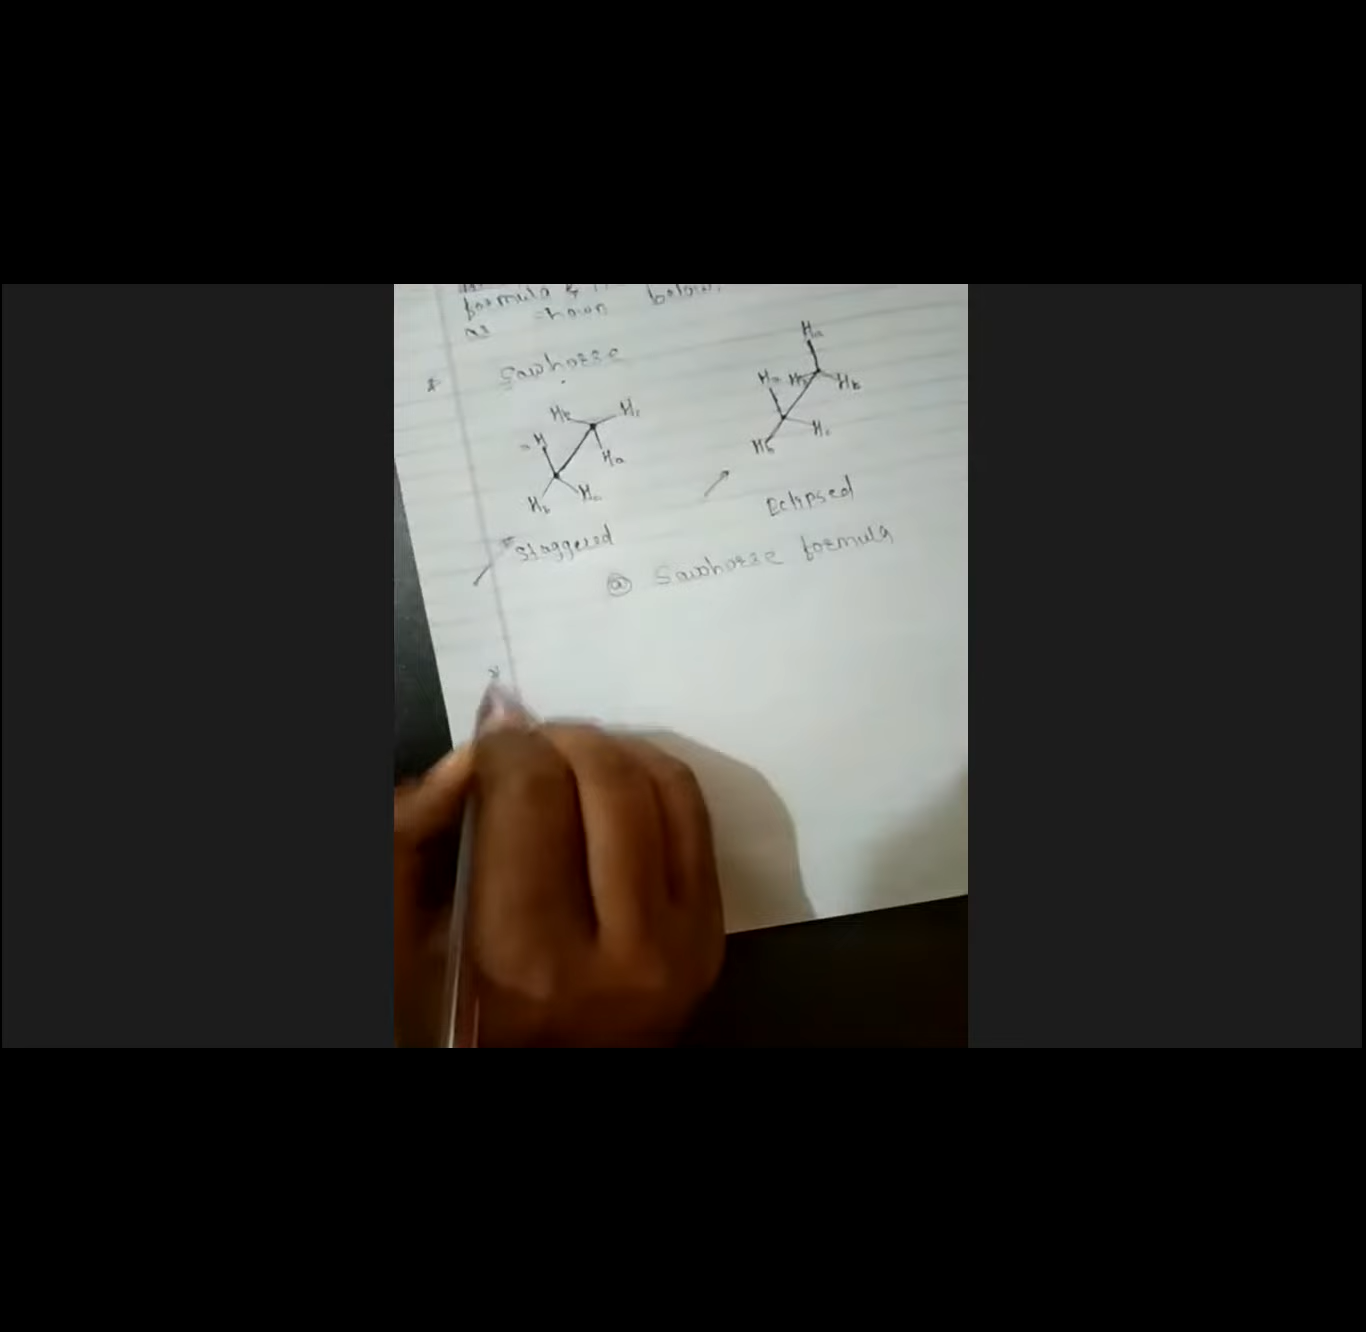 formula &
as shown below.
* Sawhorse
Ha
Hb Hc
Ha Hc Hb
H
Ha
Hc
Hb
Hb Hc
Eclipsed
Staggered
(a) Sawhorse formula
*